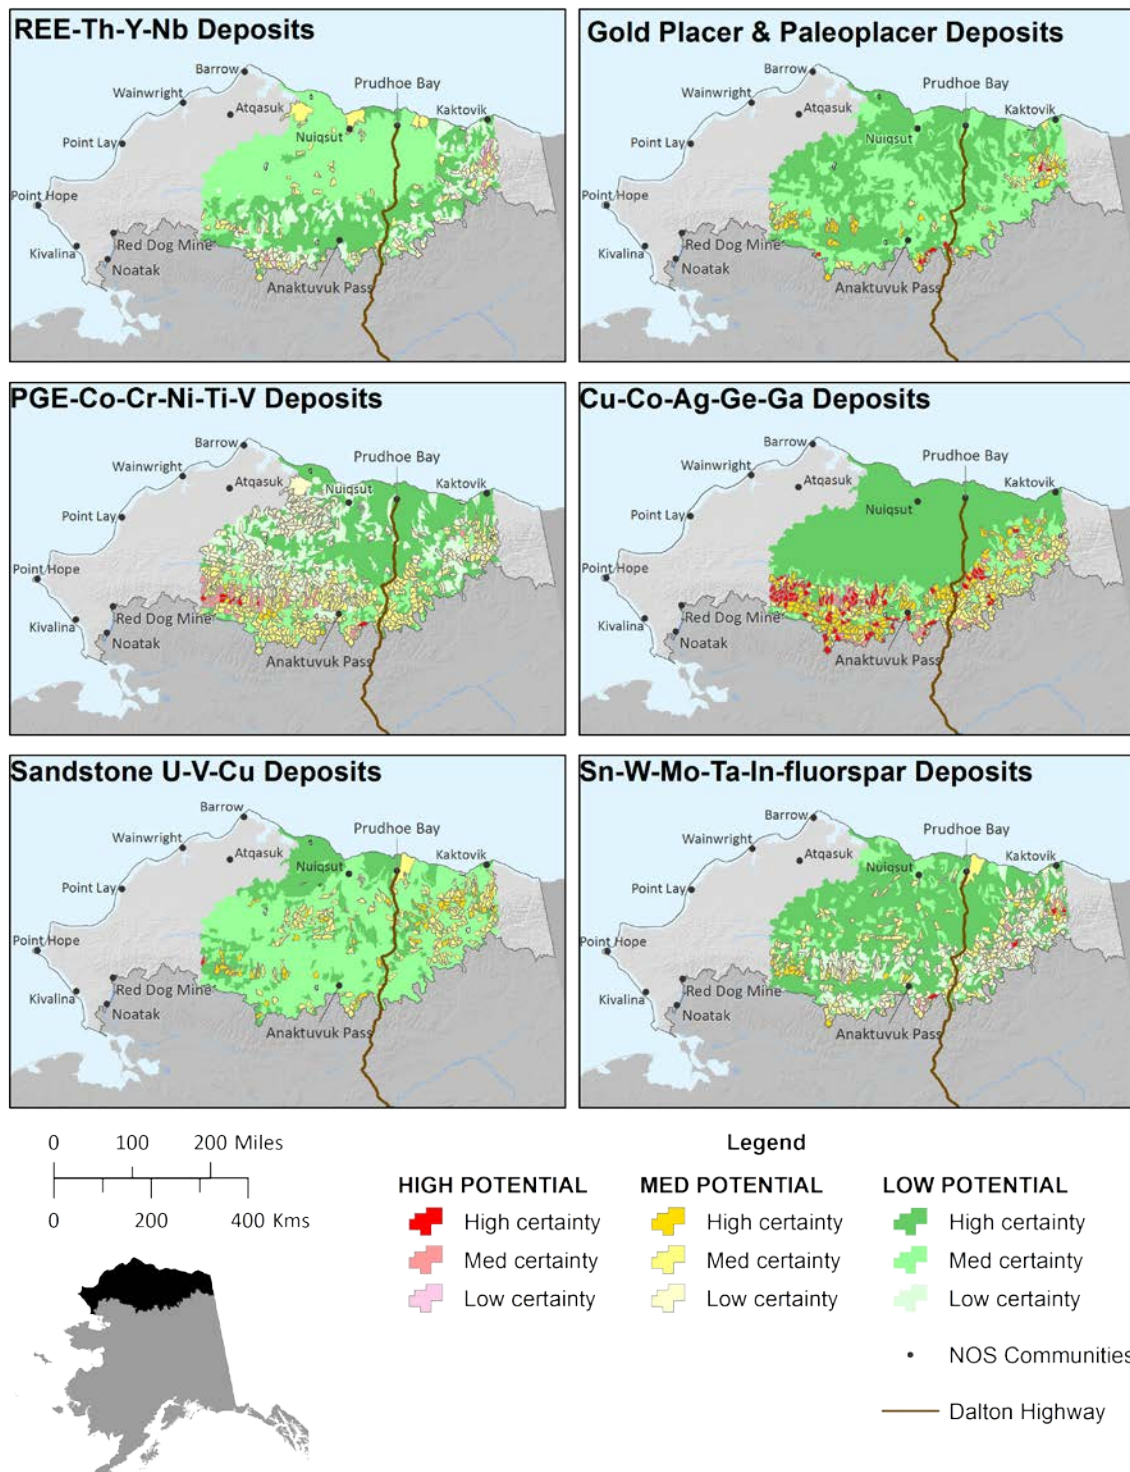 REE-Th-Y-Nb Deposits
Barrow
Prudhoe Bay
Wainwright
Atqasuk
Kaktovik
Nuiqsut
Point Lay
Point Hope
Red Dog Mine
Kivalina
Noatak
Anaktuvuk Pass
Gold Placer & Paleoplacer Deposits
Barrow
Prudhoe Bay
Wainwright
Atqasuk
Kaktovik
Nuiqsut
Point Lay
Point Hope
Red Dog Mine
Kivalina
Noatak
Anaktuvuk Pass
PGE-Co-Cr-Ni-Ti-V Deposits
Barrow
Prudhoe Bay
Wainwright
Atqasuk
Kaktovik
Nuiqsut
Point Lay
Point Hope
Red Dog Mine
Kivalina
Noatak
Anaktuvuk Pass
Cu-Co-Ag-Ge-Ga Deposits
Barrow
Prudhoe Bay
Wainwright
Atqasuk
Kaktovik
Nuiqsut
Point Lay
Point Hope
Red Dog Mine
Kivalina
Noatak
Anaktuvuk Pass
Sandstone U-V-Cu Deposits
Barrow
Prudhoe Bay
Wainwright
Atqasuk
Kaktovik
Nuiqsut
Point Lay
Point Hope
Red Dog Mine
Kivalina
Noatak
Anaktuvuk Pass
Sn-W-Mo-Ta-In-fluorspar Deposits
Barrow
Prudhoe Bay
Wainwright
Atqasuk
Kaktovik
Nuiqsut
Point Lay
Point Hope
Red Dog Mine
Kivalina
Noatak
Anaktuvuk Pass
0 100 200 Miles
0 200 400 Kms
Legend
HIGH POTENTIAL MED POTENTIAL LOW POTENTIAL
High certainty High certainty High certainty
Med certainty Med certainty Med certainty
Low certainty Low certainty Low certainty
NOS Communities
Dalton Highway